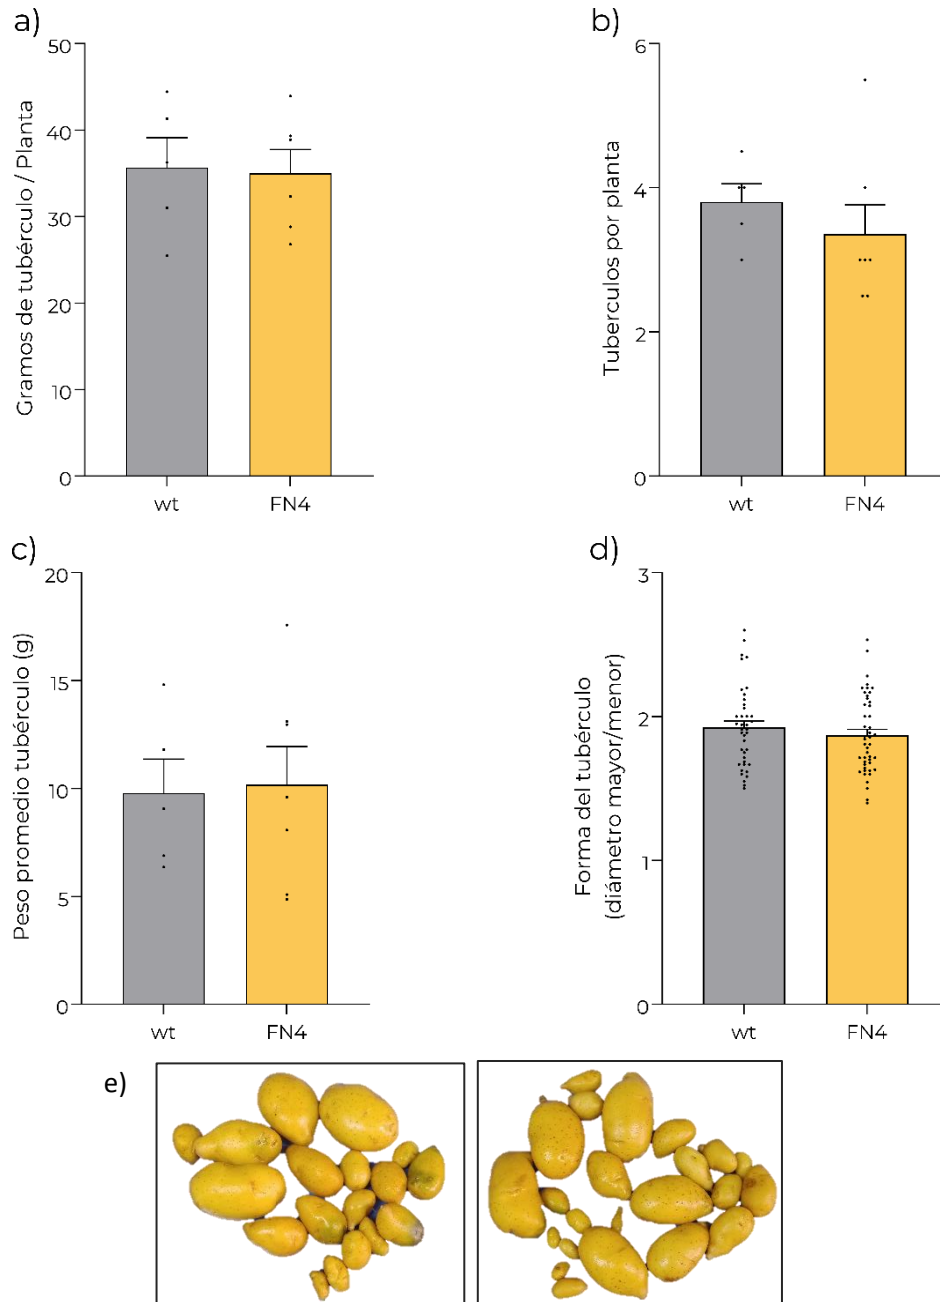 a)
Gramos de tubérculo / Planta
50
40
30
20
10
0
wt
FN4
b)
Tuberculos por planta
6
4
2
0
wt
FN4
c)
Peso promedio tubérculo (g)
20
15
10
5
0
wt
FN4
d)
Forma del tubérculo
(diámetro mayor/menor)
3
2
1
0
wt
FN4
e)